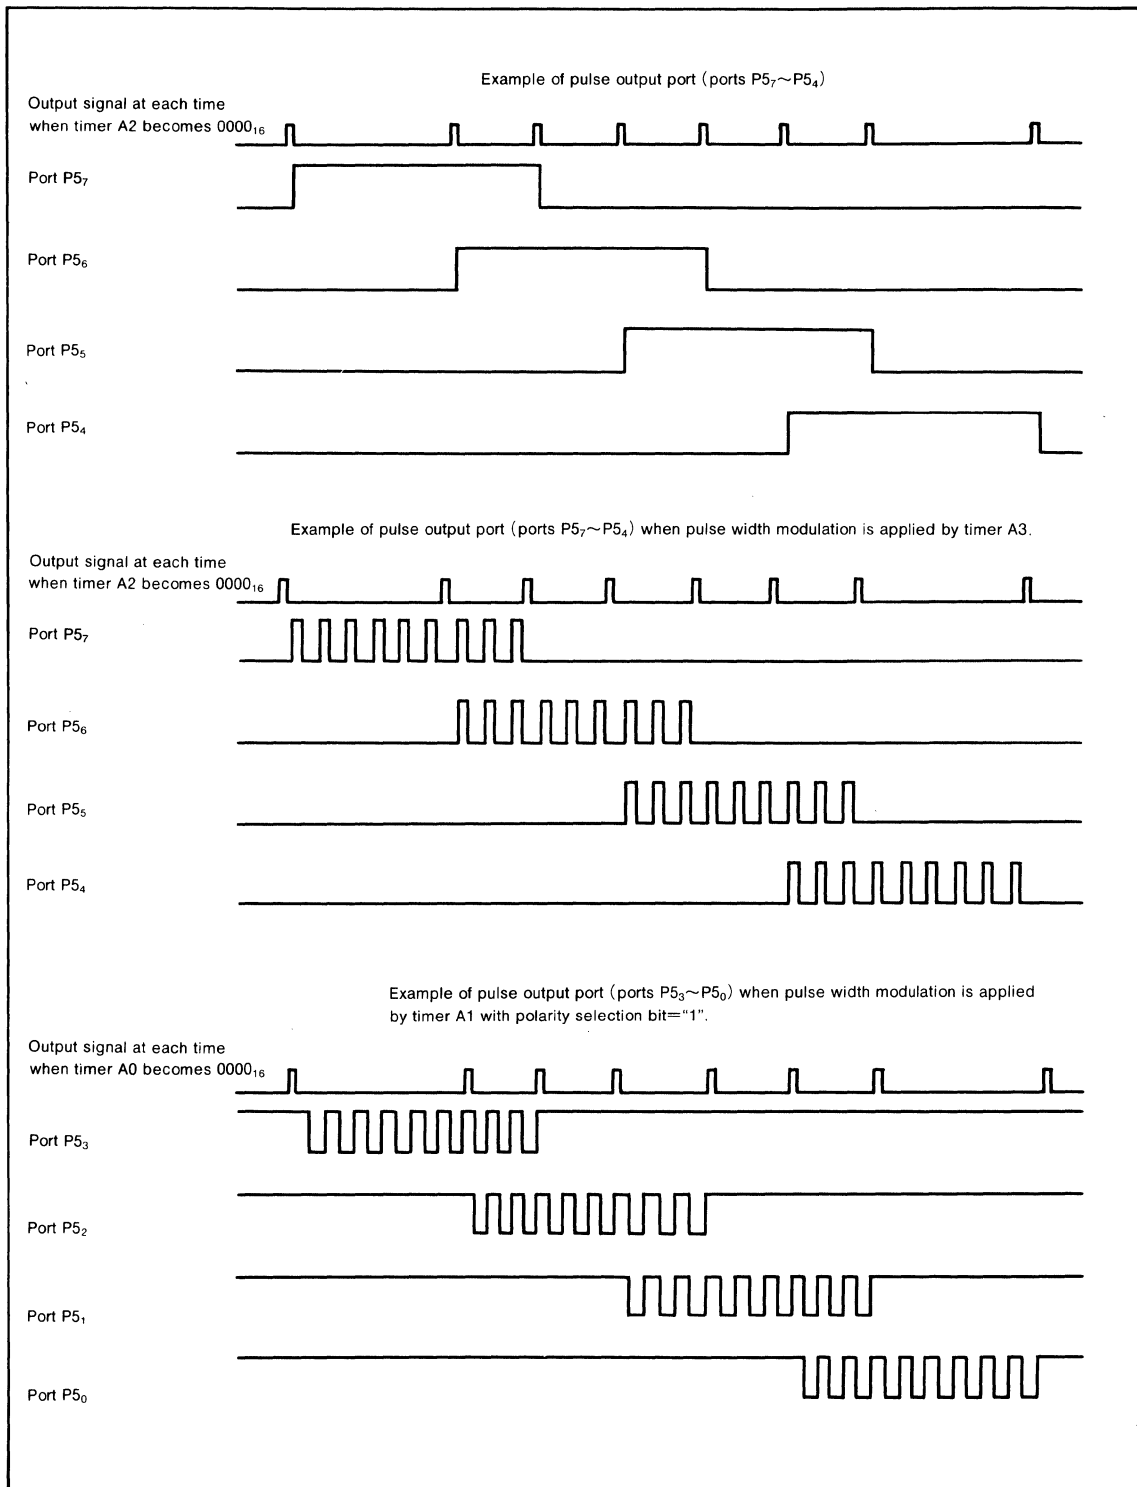 Example of pulse output port (ports P5₇~P5₄)
Output signal at each time
when timer A2 becomes 0000₁₆
Port P5₇
Port P5₆
Port P5₅
Port P5₄
Example of pulse output port (ports P5₇~P5₄) when pulse width modulation is applied by timer A3.
Output signal at each time
when timer A2 becomes 0000₁₆
Port P5₇
Port P5₆
Port P5₅
Port P5₄
Example of pulse output port (ports P5₃~P5₀) when pulse width modulation is applied
by timer A1 with polarity selection bit="1".
Output signal at each time
when timer A0 becomes 0000₁₆
Port P5₃
Port P5₂
Port P5₁
Port P5₀